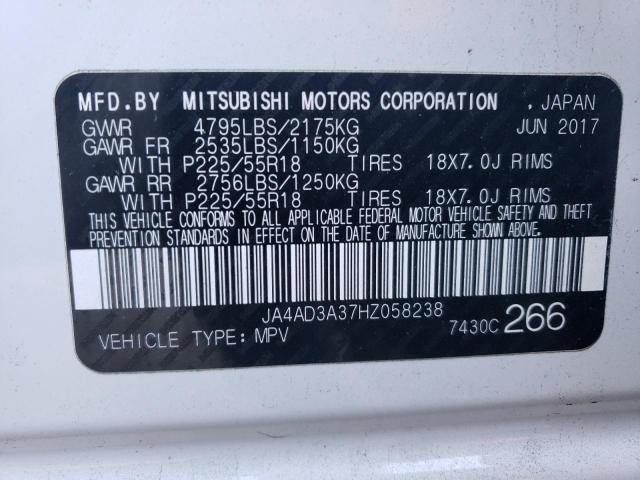 MFD.BY MITSUBISHI MOTORS CORPORATION . JAPAN
GVWR 4795LBS/2175KG JUN 2017
GAWR FR 2535LBS/1150KG
WITH P225/55R18 TIRES 18X7.0J RIMS
GAWR RR 2756LBS/1250KG
WITH P225/55R18 TIRES 18X7.0J RIMS
THIS VEHICLE CONFORMS TO ALL APPLICABLE FEDERAL MOTOR VEHICLE SAFETY AND THEFT
PREVENTION STANDARDS IN EFFECT ON THE DATE OF MANUFACTURE SHOWN ABOVE.
JA4AD3A37HZ058238
VEHICLE TYPE: MPV 7430C 266